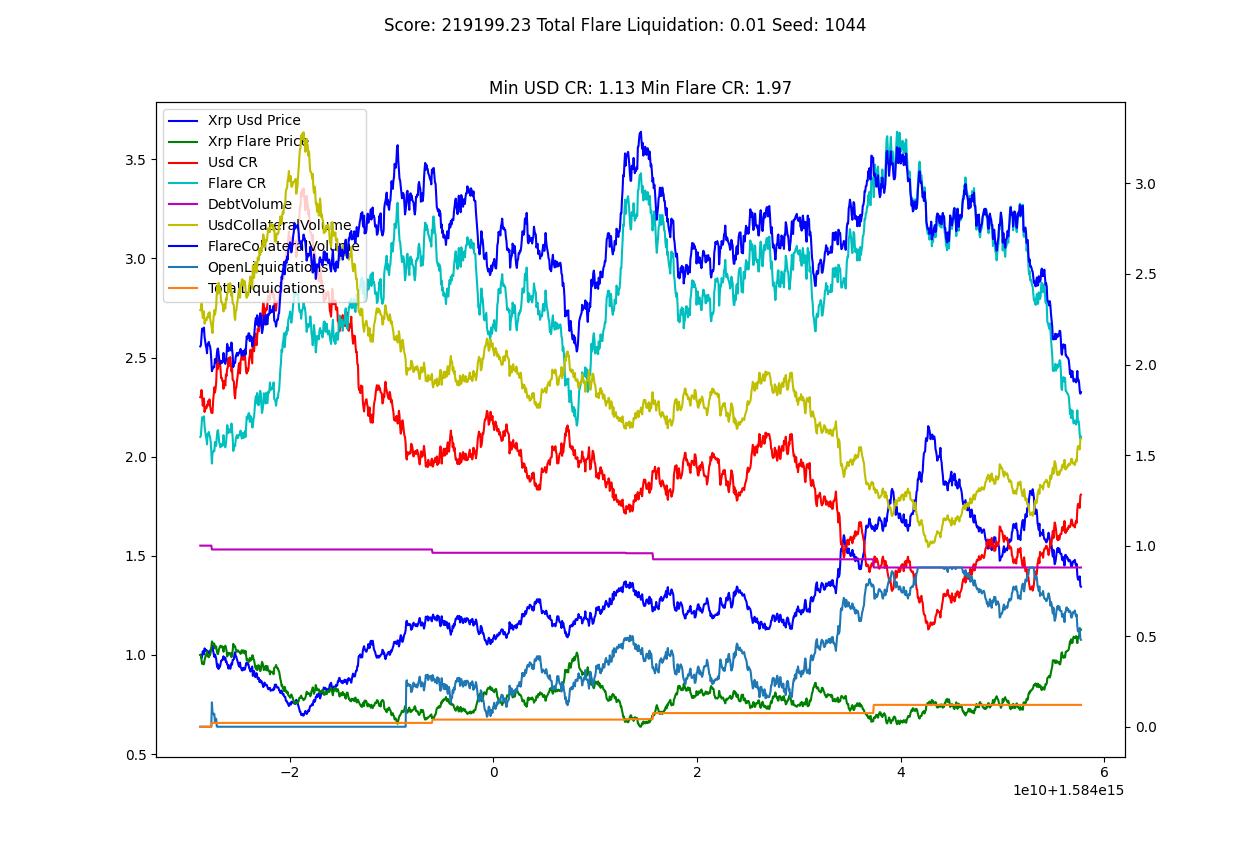 Score: 219199.23 Total Flare Liquidation: 0.01 Seed: 1044
Min USD CR: 1.13 Min Flare CR: 1.97
Xrp Usd Price
Xrp Flare Price
Usd CR
Flare CR
DebtVolume
UsdCollateralVolume
FlareCollateralVolume
OpenLiquidations
TotalLiquidations
3.5
3.0
2.5
2.0
1.5
1.0
0.5
3.0
2.5
2.0
1.5
1.0
0.5
0.0
−2
0
2
4
6
1e10+1.584e15